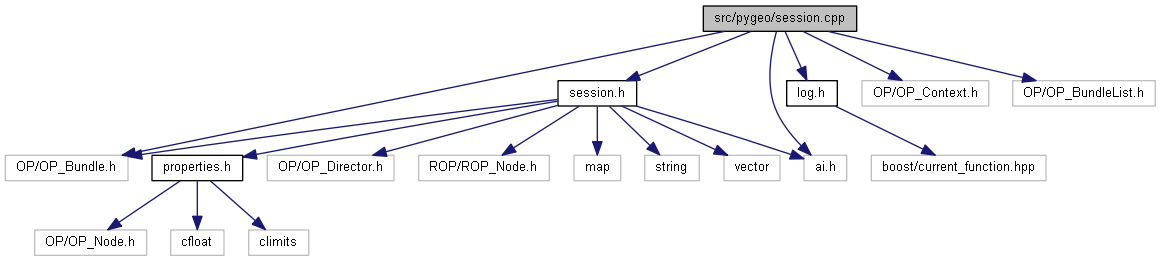 src/pygeo/session.cpp
session.h
log.h
OP/OP_Context.h
OP/OP_BundleList.h
OP/OP_Bundle.h
properties.h
OP/OP_Director.h
ROP/ROP_Node.h
map
string
vector
ai.h
boost/current_function.hpp
OP/OP_Node.h
cfloat
climits